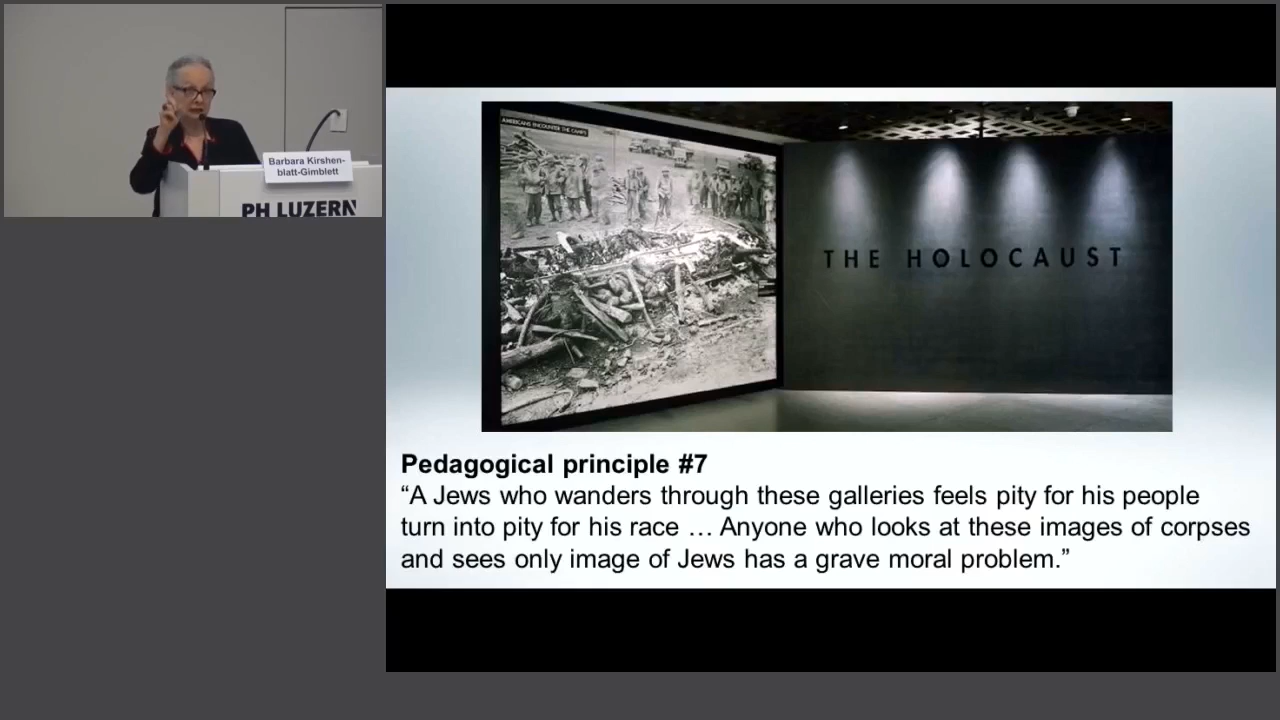 Barbara Kirshen-
blatt-Gimblett
PH LUZERN
AMERICANS ENCOUNTER THE CAMPS
THE HOLOCAUST
Pedagogical principle #7
“A Jews who wanders through these galleries feels pity for his people
turn into pity for his race … Anyone who looks at these images of corpses
and sees only image of Jews has a grave moral problem.”